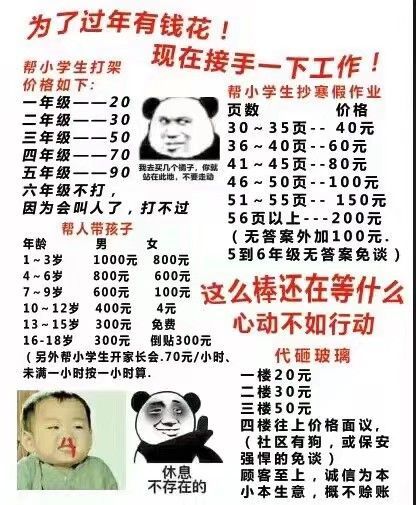 为了过年有钱花！
现在接手一下工作！
帮小学生打架
价格如下：
一年级——20
二年级——30
三年级——50
四年级——70
五年级——90
六年级不打，
因为会叫人了，打不过
我去买几个橘子，你就
站在此地，不要走动
帮小学生抄寒假作业
页数 价格
30～35页-- 40元
36～40页--60元
41～45页--80元
46～50页--100元
51～55页-- 150元
56页以上---200元
（无答案外加100元.
5到6年级无答案免谈）
帮人带孩子
年龄 男 女
1～3岁 1000元 800元
4～6岁 800元 600元
7～9岁 600元 100元
10～12岁 400元 4元
13～15岁 300元 免费
16-18岁 300元 倒贴300元
（另外帮小学生开家长会.70元/小时、
未满一小时按一小时算.
这么棒还在等什么
心动不如行动
代砸玻璃
一楼20元
二楼30元
三楼50元
四楼往上价格面议，
（社区有狗，或保安
强悍的免谈）
顾客至上，诚信为本
小本生意，概不赊账
休息
不存在的